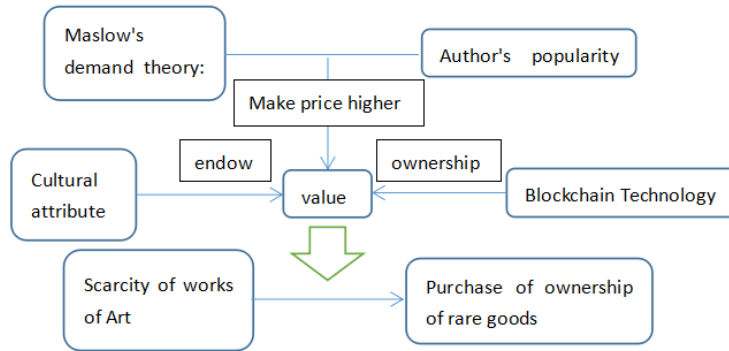 Maslow's
demand theory:
Author's popularity
Make price higher
endow
ownership
Cultural
attribute
value
Blockchain Technology
Scarcity of works
of Art
Purchase of ownership
of rare goods